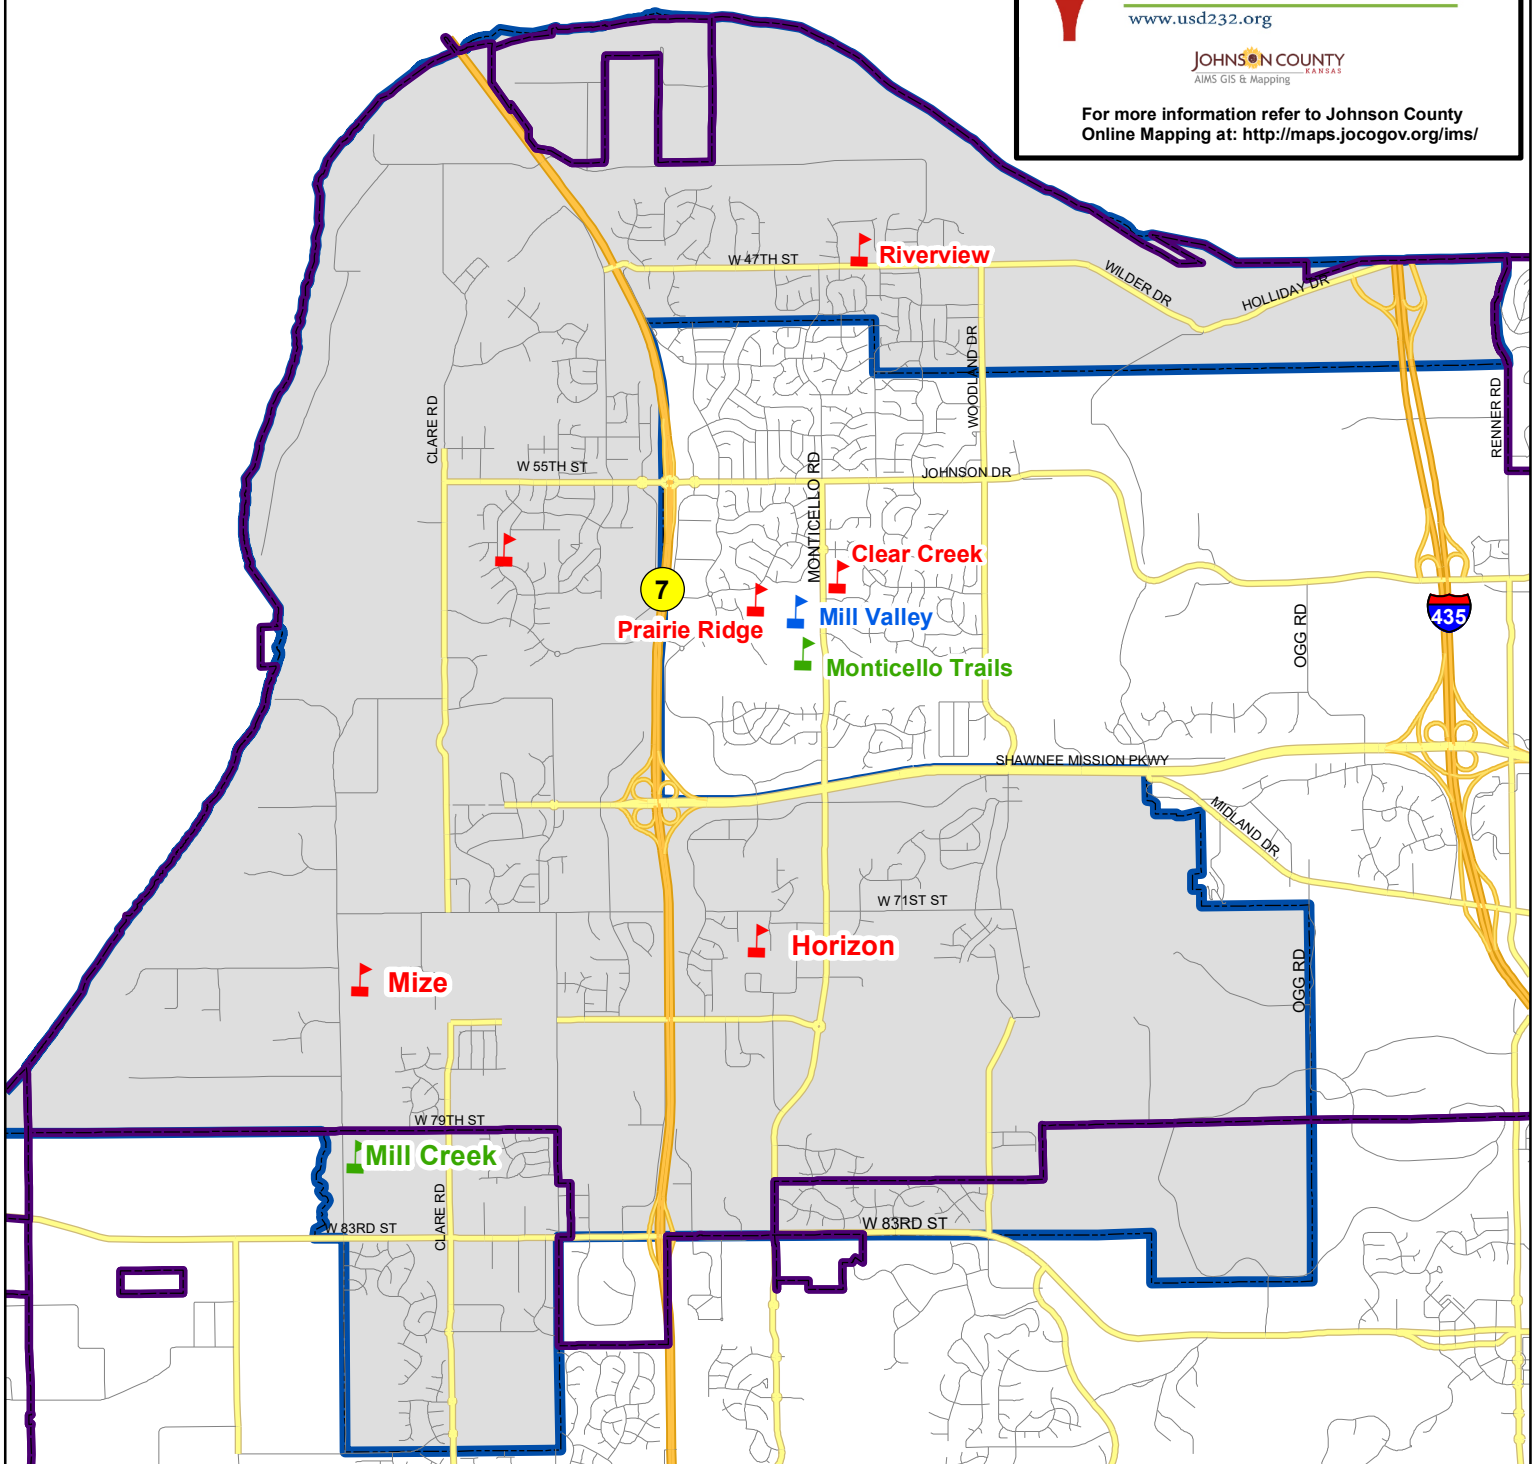 www.usd232.org
JOHNSON COUNTY
KANSAS
AIMS GIS & Mapping
For more information refer to Johnson County
Online Mapping at: http://maps.jocogov.org/ims/
Riverview
W 47TH ST
WILDER DR
HOLLIDAY DR
WOODLAND DR
RENNER RD
CLARE RD
W 55TH ST
MONTICELLO RD
JOHNSON DR
Clear Creek
7
Prairie Ridge
Mill Valley
435
OGG RD
Monticello Trails
SHAWNEE MISSION PKWY
MIDLAND DR
W 71ST ST
Horizon
Mize
OGG RD
W 79TH ST
Mill Creek
CLARE RD
W 83RD ST
W 83RD ST